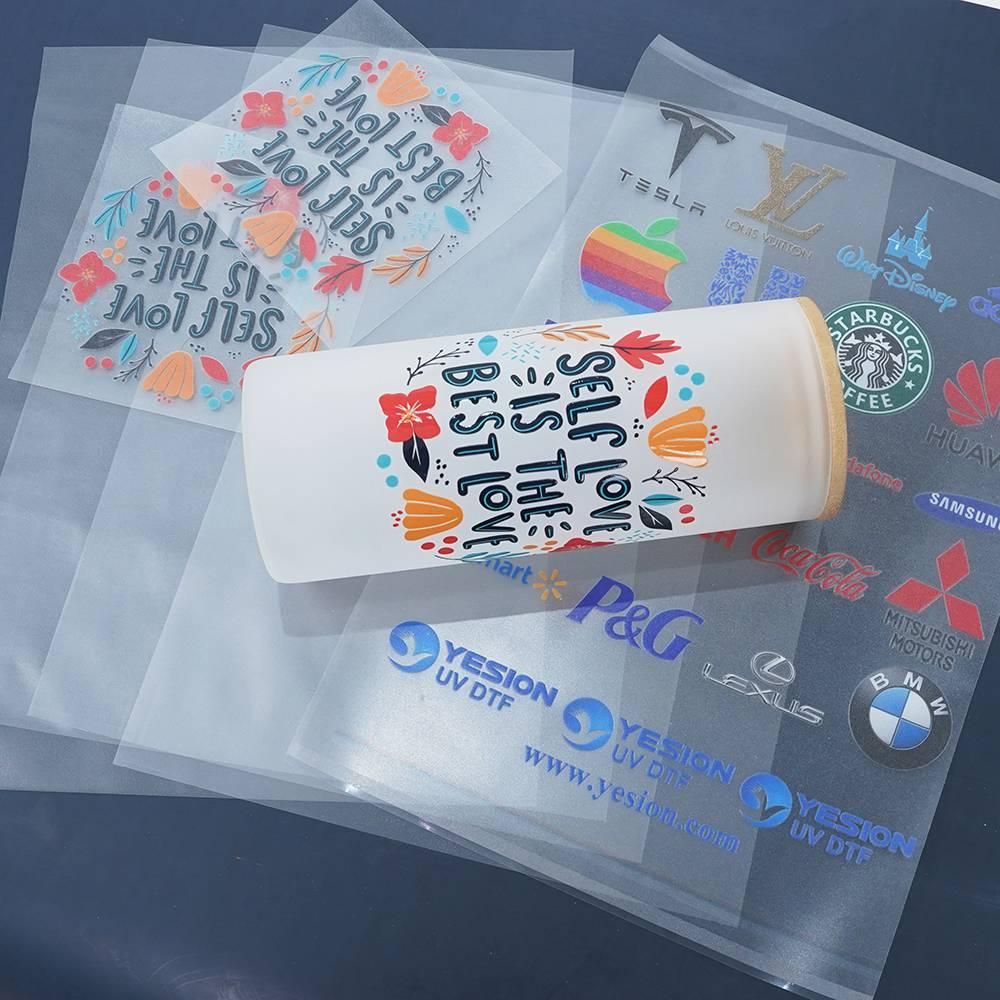 SELF LOVE
IS THE
BEST LOVE
SELF LOVE
IS THE
LOVE
SELF LOVE
IS THE
BEST LOVE
TESLA
LV
LOUIS VUITTON
WALT DISNEY
STARBUCKS
COFFEE
SAMSUNG
Coca-Cola
MITSUBISHI
MOTORS
P&G
LEXUS
BMW
YESION
UV DTF
YESION
UV DTF
www.yesion.com
YESION
UV DTF